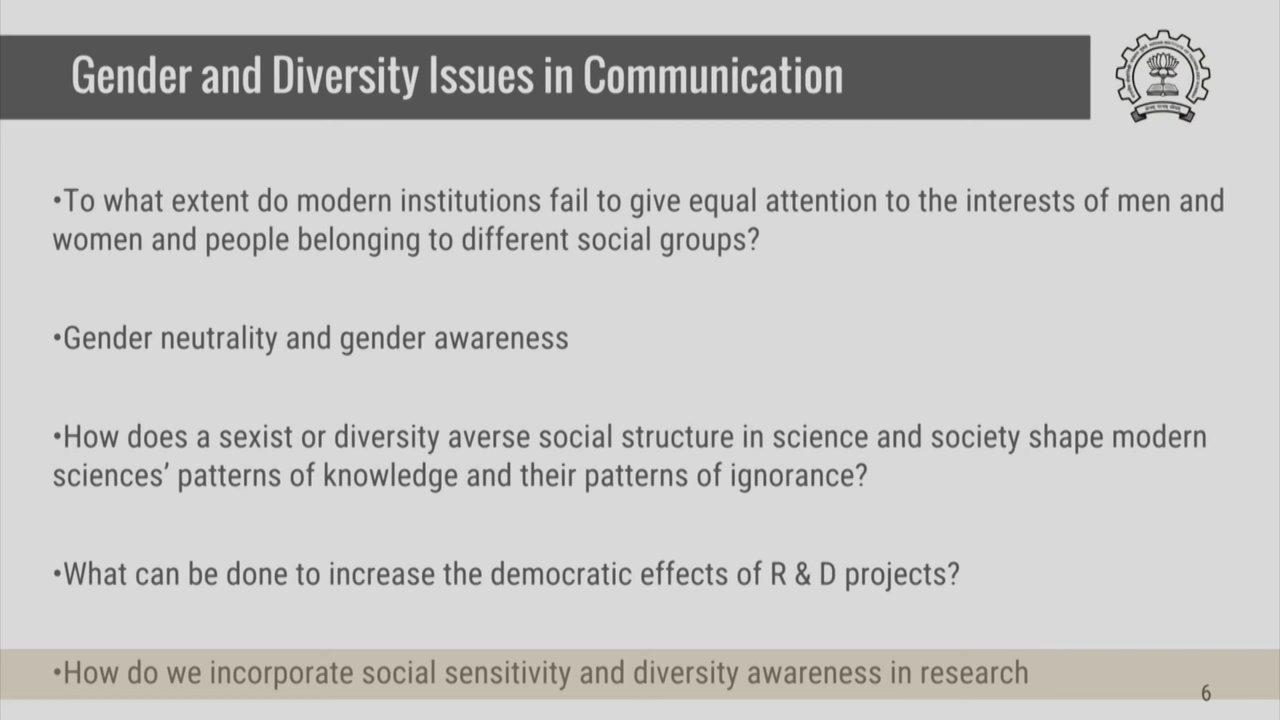 Gender and Diversity Issues in Communication
•To what extent do modern institutions fail to give equal attention to the interests of men and
women and people belonging to different social groups?
•Gender neutrality and gender awareness
•How does a sexist or diversity averse social structure in science and society shape modern
sciences’ patterns of knowledge and their patterns of ignorance?
•What can be done to increase the democratic effects of R & D projects?
•How do we incorporate social sensitivity and diversity awareness in research
6